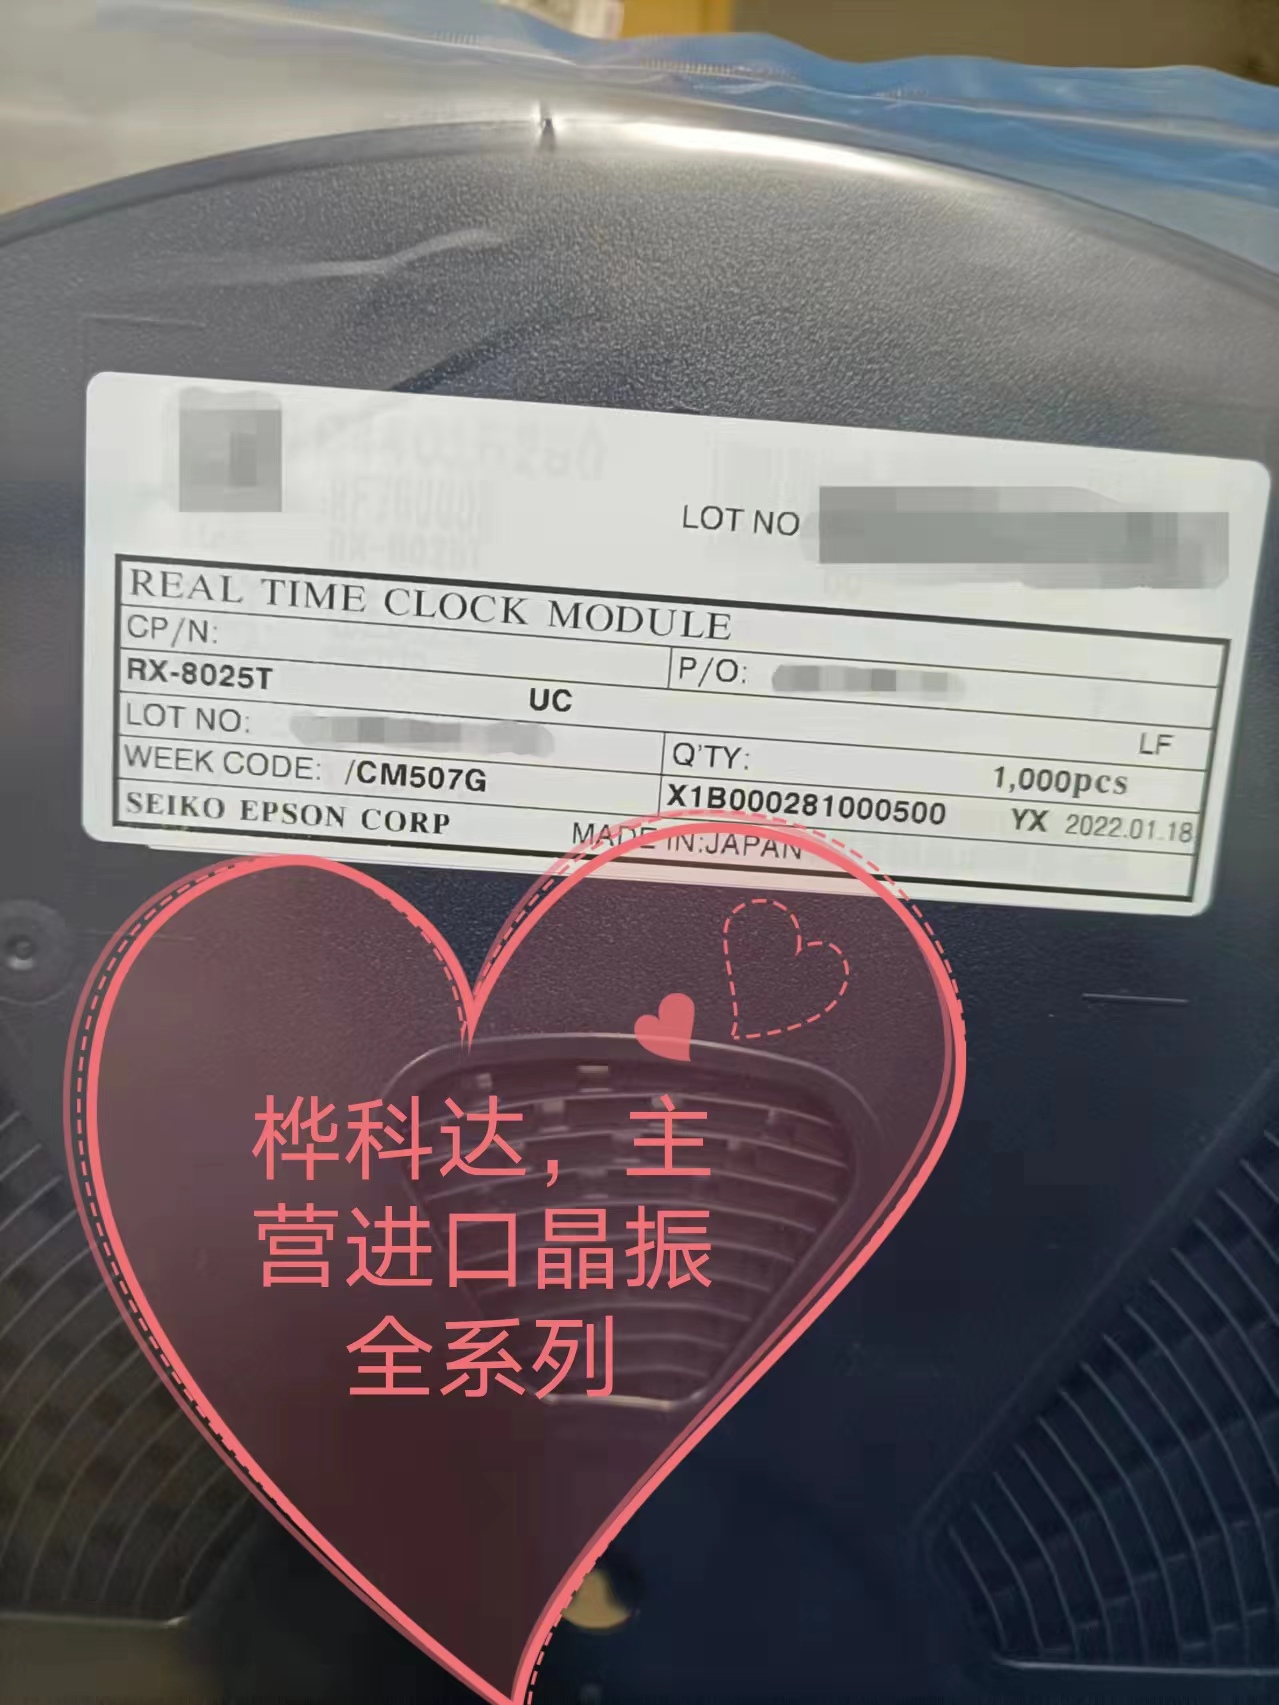 LOT NO
REAL TIME CLOCK MODULE
CP/N:
P/O:
RX-8025T
UC
LF
LOT NO:
Q'TY:
1,000pcs
WEEK CODE: /CM507G
X1B000281000500
YX 2022.01.18
SEIKO EPSON CORP
MADE IN:JAPAN
桦科达，主
营进口晶振
全系列